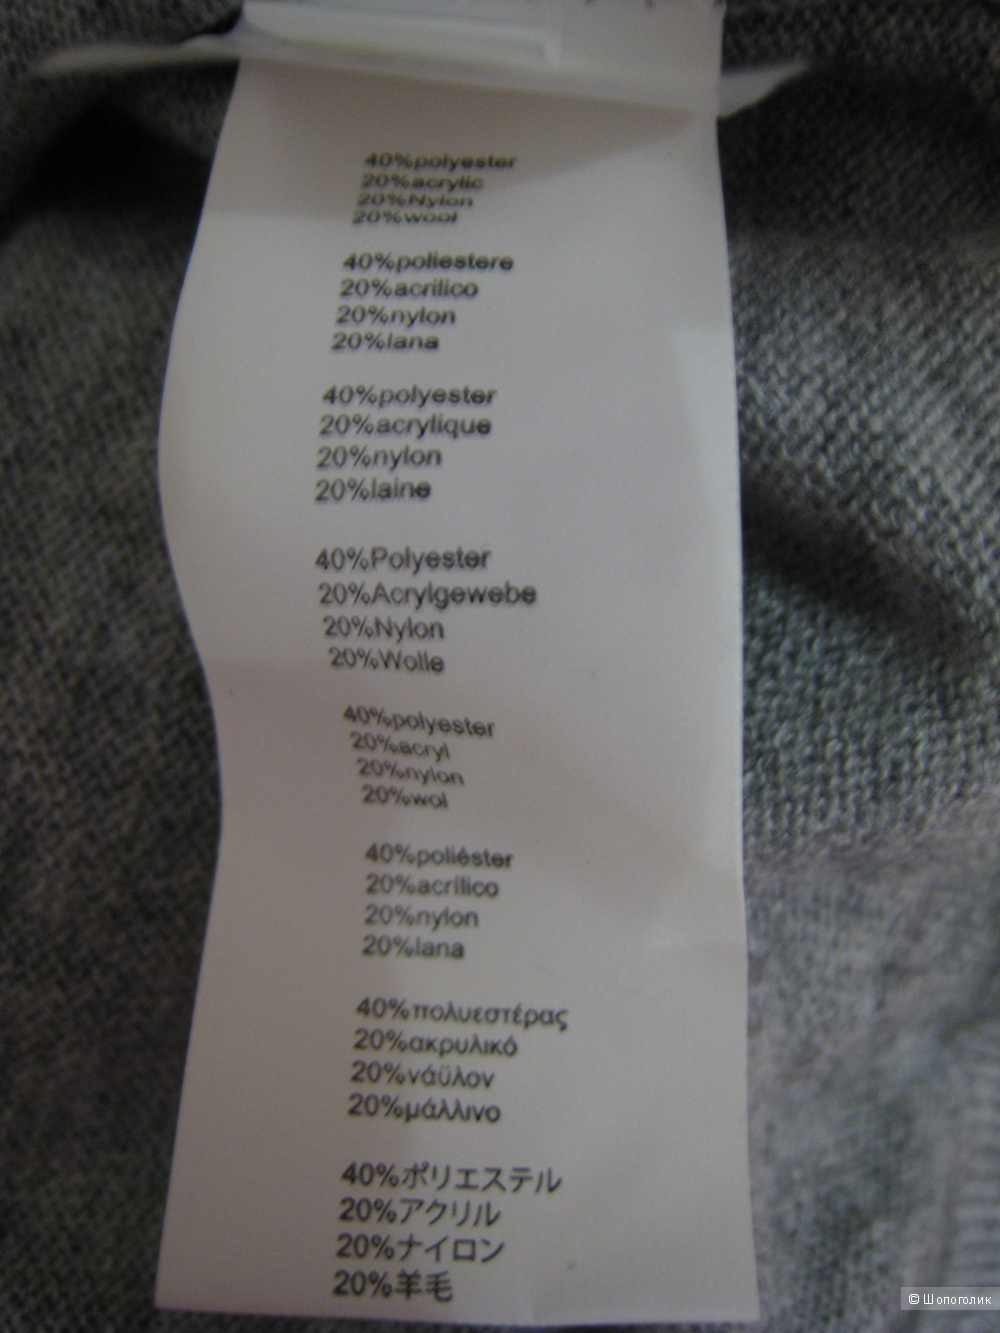 40%polyester
20%acrylic
20%Nylon
20%wool
40%poliestere
20%acrilico
20%nylon
20%lana
40%polyester
20%acrylique
20%nylon
20%laine
40%Polyester
20%Acrylgewebe
20%Nylon
20%Wolle
40%polyester
20%acryl
20%nylon
20%wol
40%poliéster
20%acrílico
20%nylon
20%lana
40%πολυεστέρας
20%ακρυλικό
20%νάϋλον
20%μάλλινο
40%ポリエステル
20%アクリル
20%ナイロン
20%羊毛
© Шопоголик